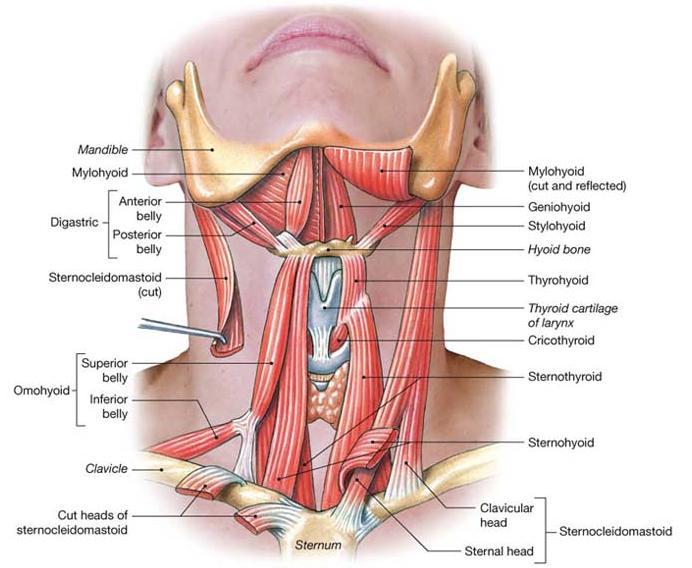 Mandible
Mylohyoid
Anterior
belly
Digastric
Posterior
belly
Sternocleidomastoid
(cut)
Superior
belly
Omohyoid
Inferior
belly
Clavicle
Cut heads of
sternocleidomastoid
Sternum
Mylohyoid
(cut and reflected)
Geniohyoid
Stylohyoid
Hyoid bone
Thyrohyoid
Thyroid cartilage
of larynx
Cricothyroid
Sternothyroid
Sternohyoid
Clavicular
head
Sternocleidomastoid
Sternal head